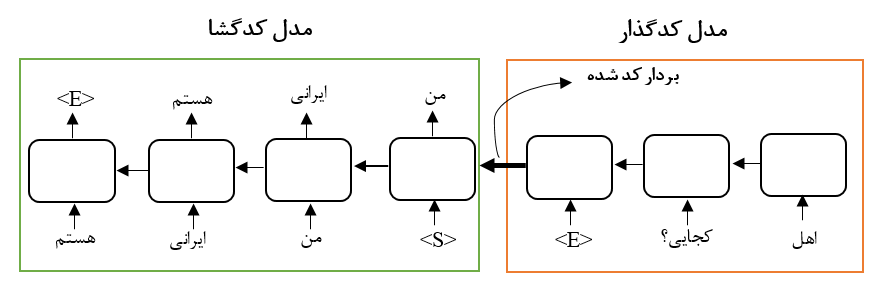 مدل کدگذار
مدل کدگشا
بردار کد شده
<E> هستم ایرانی من
اهل کجایی؟ <E>
<S> من ایرانی هستم